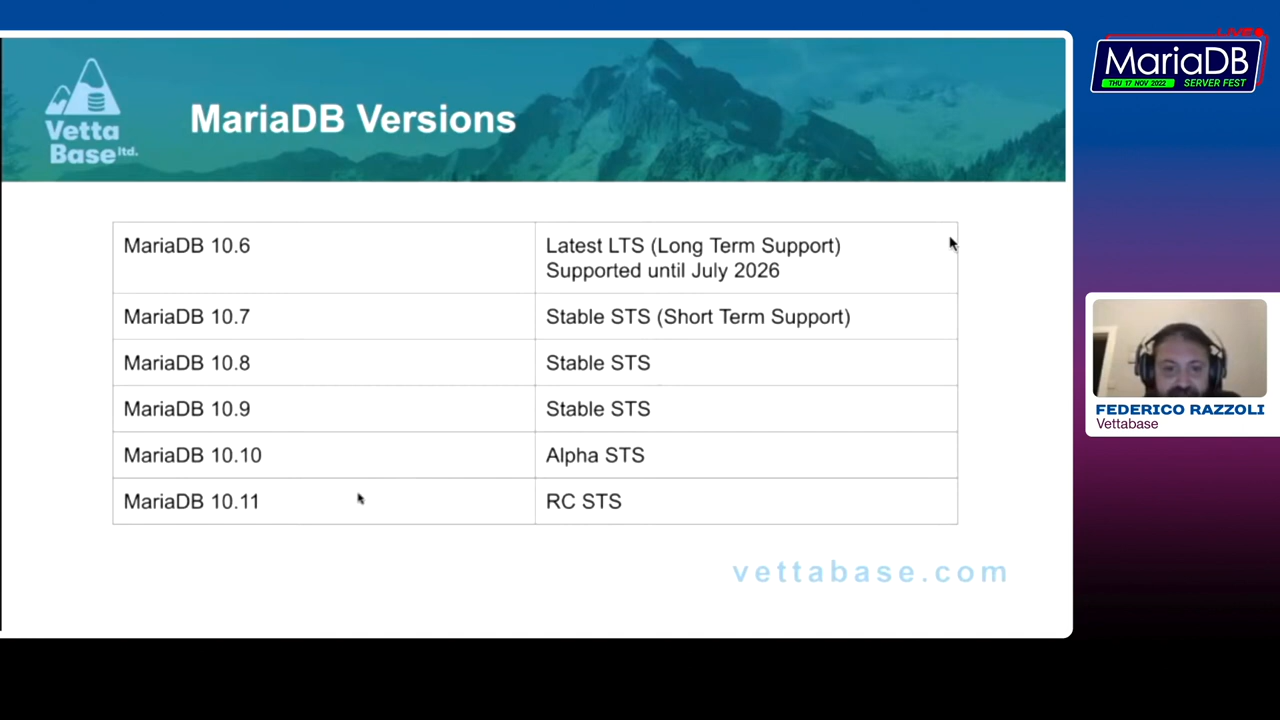 Vetta
Base ltd.
MariaDB Versions
MariaDB 10.6
Latest LTS (Long Term Support)
Supported until July 2026
MariaDB 10.7
Stable STS (Short Term Support)
MariaDB 10.8
Stable STS
MariaDB 10.9
Stable STS
MariaDB 10.10
Alpha STS
MariaDB 10.11
RC STS
vettabase.com
LIVE
MariaDB
THU 17 NOV 2022 SERVER FEST
FEDERICO RAZZOLI
Vettabase